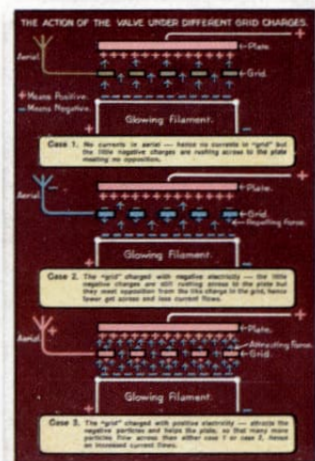 THE ACTION OF THE VALVE UNDER DIFFERENT GRID CHARGES.
Aerial
Plate.
Grid.
+ Means Positive.
- Means Negative.
Glowing Filament.
Case 1. No currents in aerial — hence no currents in "grid" but
the little negative charges are rushing across to the plate
meeting no opposition.
Aerial
Plate.
Grid.
Repelling Force.
Glowing Filament.
Case 2. The "grid" charged with negative electricity — the little
negative charges are still rushing across to the plate but
they meet opposition from the like charge in the grid, hence
fewer get across and less current flows.
Aerial
Plate.
Attracting Force.
Grid.
Glowing Filament.
Case 3. The "grid" charged with positive electricity — attracts the
negative particles and helps the plate, so that many more
particles flow across than either case 1 or case 2, hence
an increased current flows.